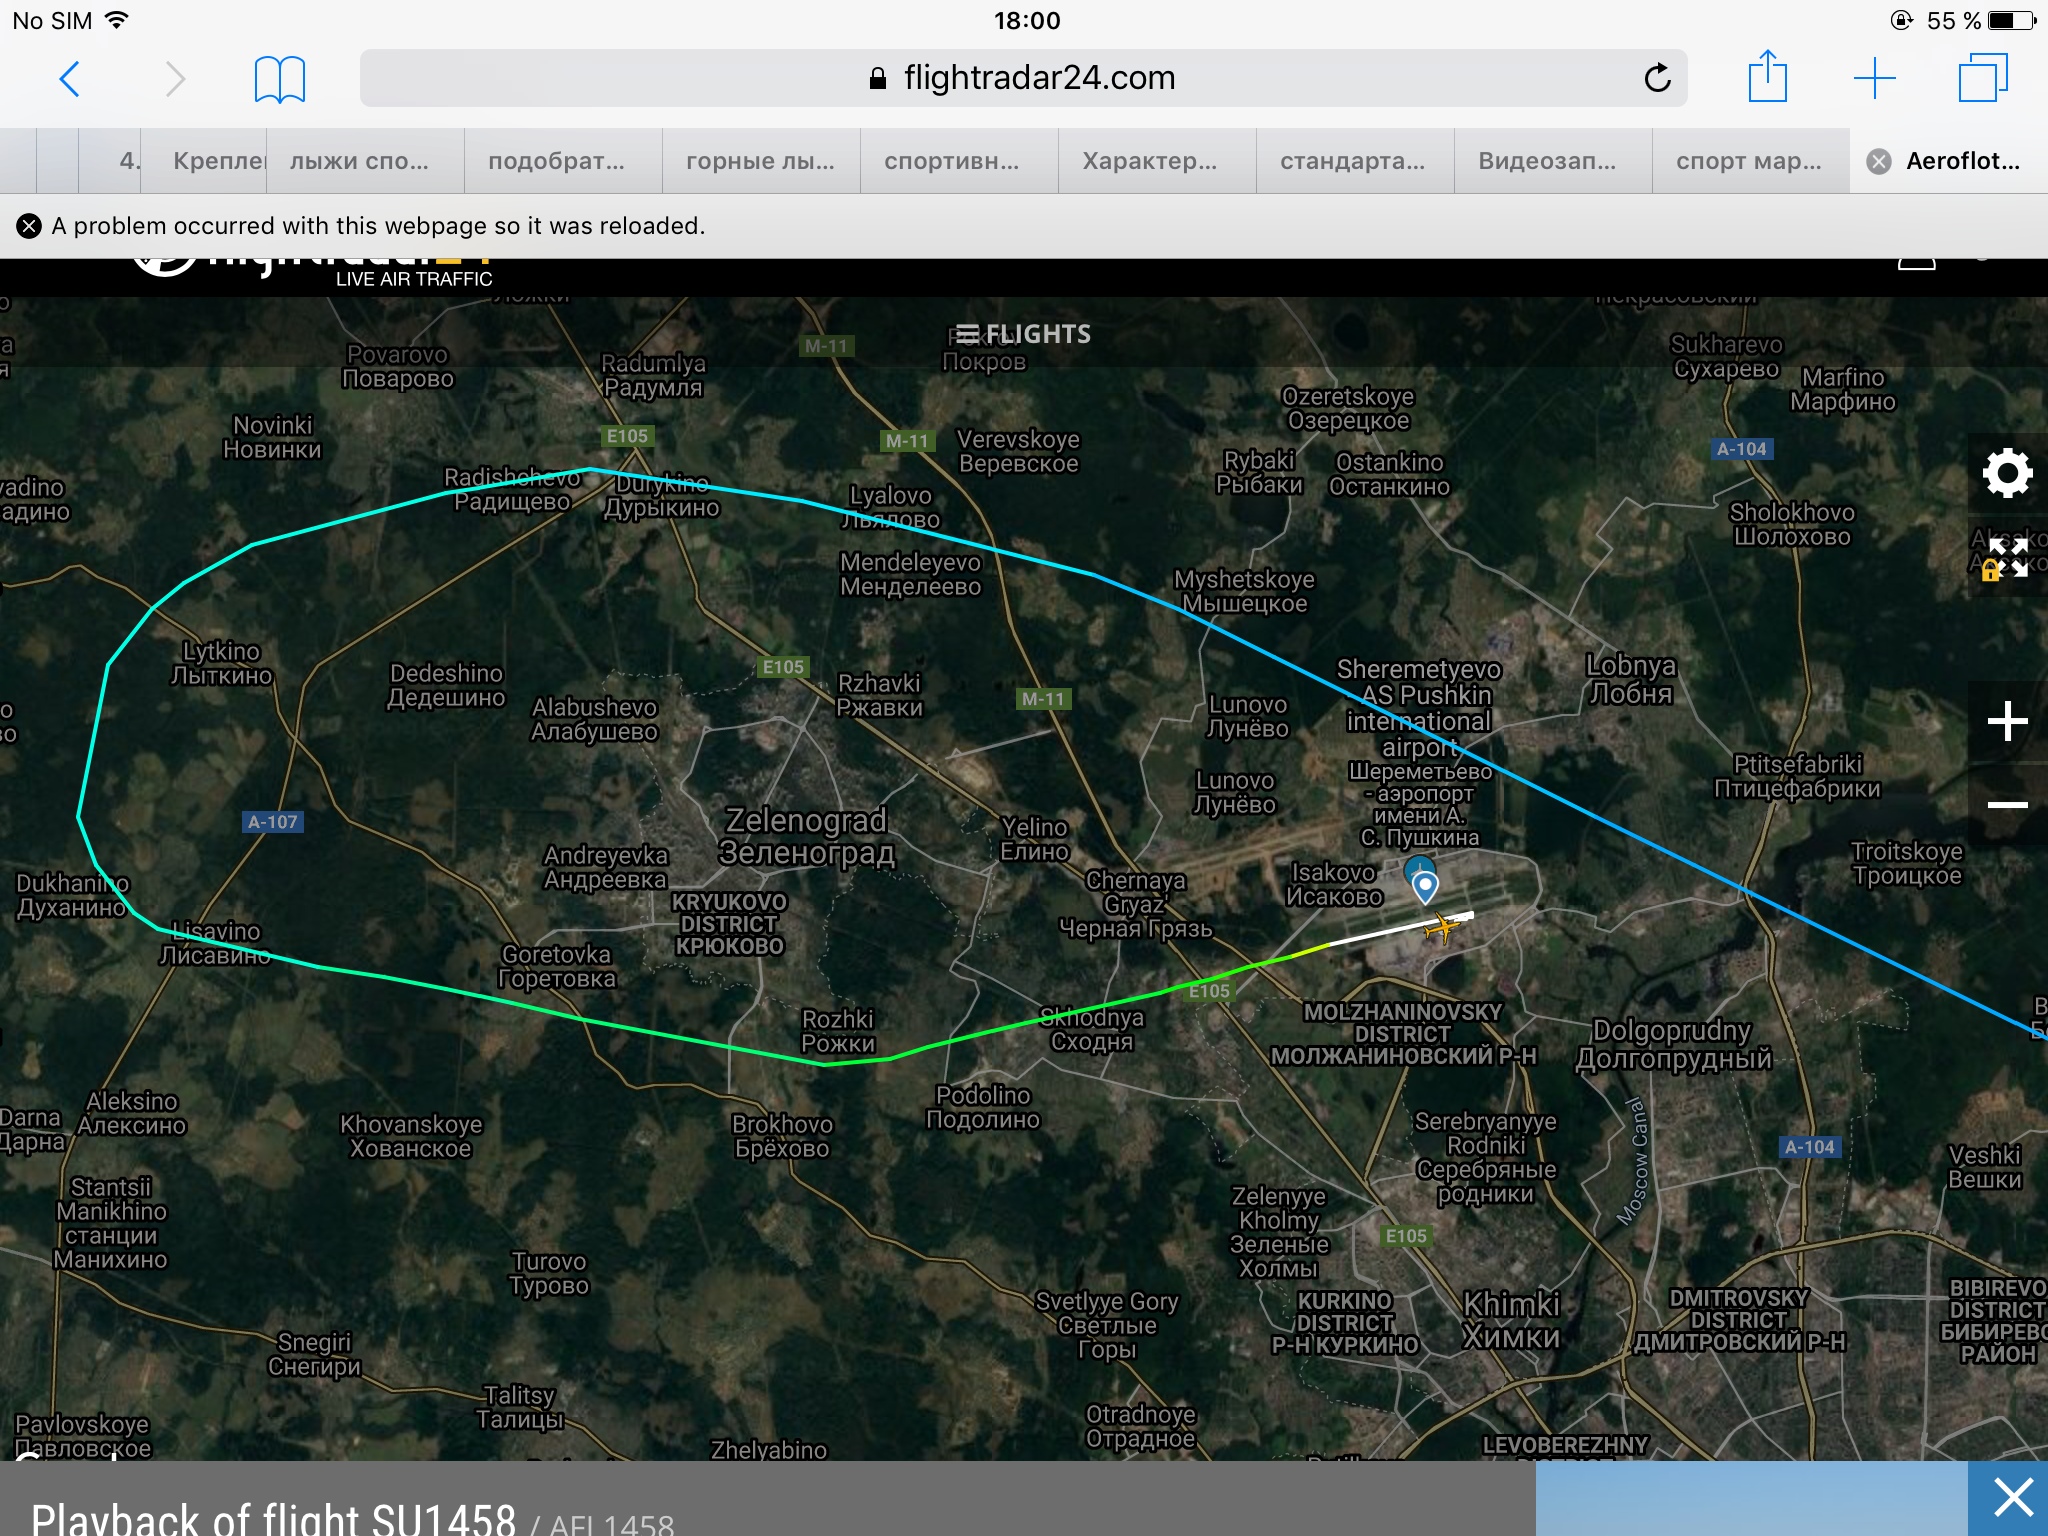 No SIM
18:00
55 %
flightradar24.com
4.
Крепле
лыжи спо...
подобрат...
горные лы...
спортивн...
Характер...
стандарта...
Видеозап...
спорт мар...
Aeroflot...
A problem occurred with this webpage so it was reloaded.
LIVE AIR TRAFFIC
FLIGHTS
Povarovo
Поварово
Radumlya
Радумля
M-11
Покров
Sukharevo
Сухарево
Marfino
Марфино
Novinki
Новинки
E105
M-11
Verevskoye
Веревское
Ozeretskoye
Озерецкое
Rybaki
Рыбаки
Ostankino
Останкино
A-104
Radishchevo
Радищево
Durykino
Дурыкино
Lyalovo
Льялово
Sholokhovo
Шолохово
Mendeleyevo
Менделеево
Myshetskoye
Мышецкое
Lytkino
Лыткино
Dedeshino
Дедешино
Alabushevo
Алабушево
E105
Rzhavki
Ржавки
M-11
Lunovo
Лунёво
Sheremetyevo
AS Pushkin
international
airport
Шереметьево
- аэропорт
имени А.
С. Пушкина
Lobnya
Лобня
Lunovo
Лунёво
Ptitsefabriki
Птицефабрики
A-107
Zelenograd
Зеленоград
Yelino
Елино
Andreyevka
Андреевка
Dukhanino
Духанино
KRYUKOVO
DISTRICT
КРЮКОВО
Chernaya
Gryaz'
Черная Грязь
Isakovo
Исаково
Troitskoye
Троицкое
Lisavino
Лисавино
Goretovka
Горетовка
E105
Rozhki
Рожки
Skhodnya
Сходня
MOLZHANINOVSKY
DISTRICT
МОЛЖАНИНОВСКИЙ Р-Н
Dolgoprudny
Долгопрудный
Darna
Дарна
Aleksino
Алексино
Khovanskoye
Хованское
Brokhovo
Брёхово
Podolino
Подолино
Serebryanyye
Rodniki
Серебряные
родники
Moscow Canal
A-104
Veshki
Вёшки
Stantsii
Manikhino
станции
Манихино
Turovo
Турово
Zelenyye
Kholmy
Зеленые
Холмы
E105
Snegiri
Снегири
Svetlyye Gory
Светлые
Горы
KURKINO
DISTRICT
Р-Н КУРКИНО
Khimki
Химки
DMITROVSKY
DISTRICT
ДМИТРОВСКИЙ Р-Н
BIBIREVO
DISTRICT
БИБИРЕВО
РАЙОН
Talitsy
Талицы
Pavlovskoye
Павловское
Zhelyabino
Otradnoye
Отрадное
LEVOBEREZHNY
Playback of flight SU1458 / AFL1458